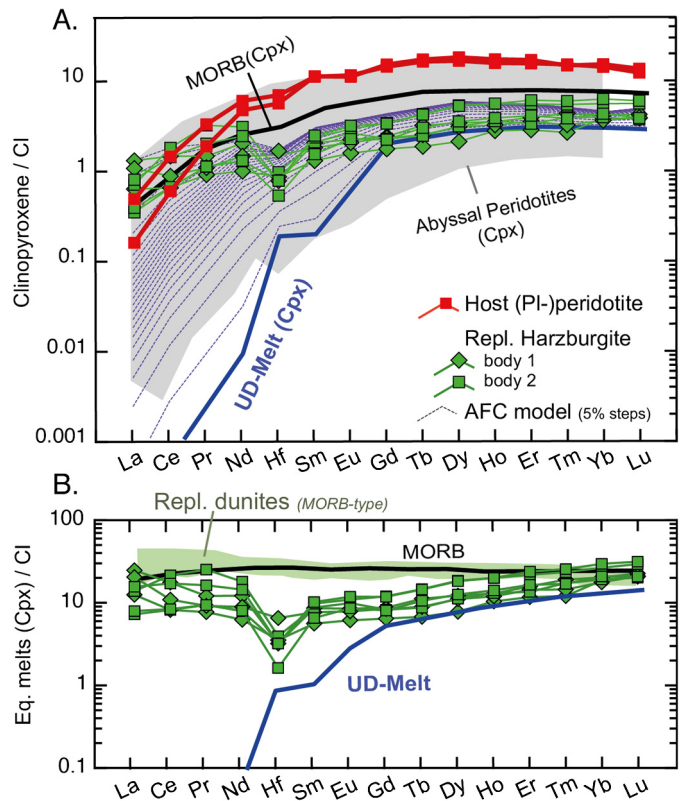 A.
MORB(Cpx)
10
1
0.1
0.01
0.001
Clinopyroxene / CI
Abyssal Peridotites
(Cpx)
UD-Melt (Cpx)
Host (Pl-)peridotite
Repl. Harzburgite
body 1
body 2
AFC model (5% steps)
La Ce Pr Nd Hf Sm Eu Gd Tb Dy Ho Er Tm Yb Lu
B.
Repl. dunites (MORB-type)
100
10
1
0.1
Eq. melts (Cpx) / CI
MORB
UD-Melt
La Ce Pr Nd Hf Sm Eu Gd Tb Dy Ho Er Tm Yb Lu